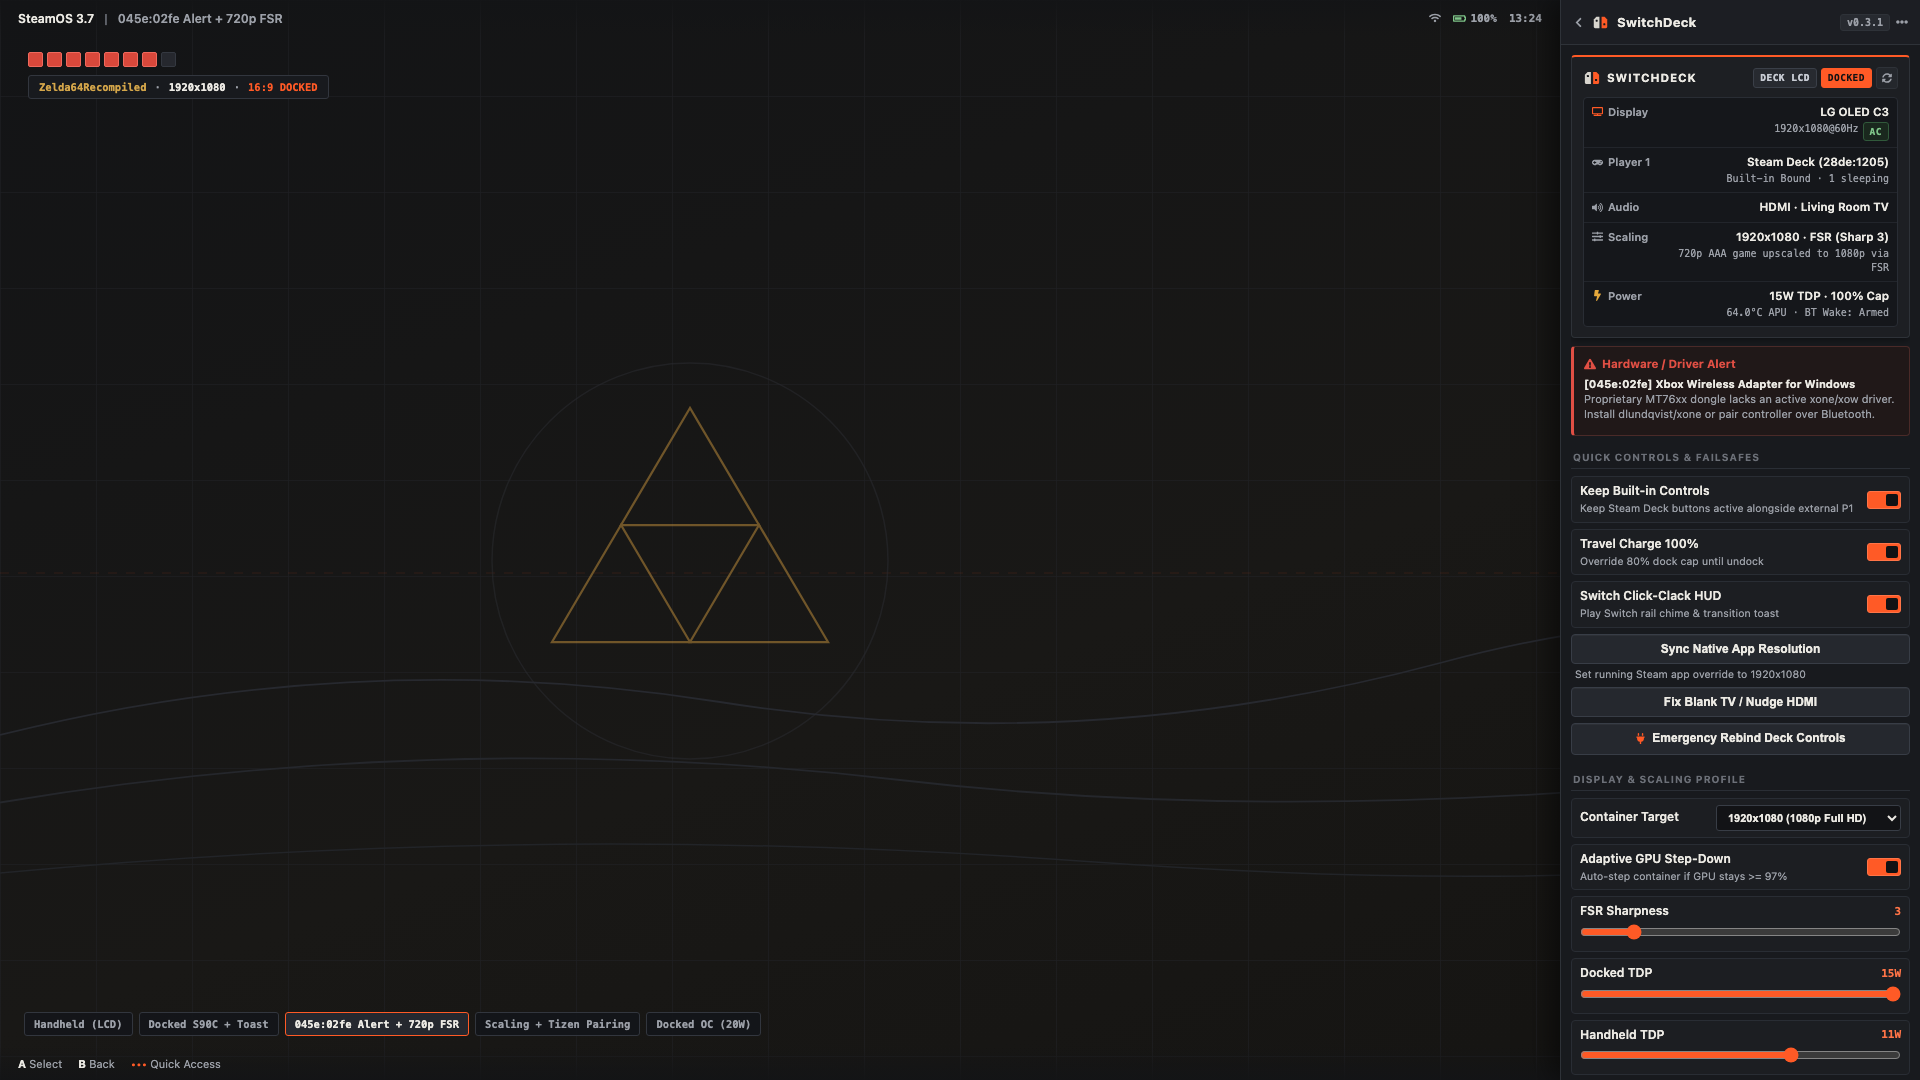 SteamOS 3.7 | 045e:02fe Alert + 720p FSR
100% 13:24
Zelda64Recompiled · 1920x1080 · 16:9 DOCKED
Handheld (LCD)
Docked S90C + Toast
045e:02fe Alert + 720p FSR
Scaling + Tizen Pairing
Docked OC (20W)
A Select B Back ••• Quick Access
SwitchDeck v0.3.1
SWITCHDECK DECK LCD DOCKED
Display LG OLED C3
1920x1080@60Hz AC
Player 1 Steam Deck (28de:1205)
Built-in Bound · 1 sleeping
Audio HDMI · Living Room TV
Scaling 1920x1080 · FSR (Sharp 3)
720p AAA game upscaled to 1080p via
FSR
Power 15W TDP · 100% Cap
64.0°C APU · BT Wake: Armed
Hardware / Driver Alert
[045e:02fe] Xbox Wireless Adapter for Windows
Proprietary MT76xx dongle lacks an active xone/xow driver.
Install dlundqvist/xone or pair controller over Bluetooth.
QUICK CONTROLS & FAILSAFES
Keep Built-in Controls
Keep Steam Deck buttons active alongside external P1
Travel Charge 100%
Override 80% dock cap until undock
Switch Click-Clack HUD
Play Switch rail chime & transition toast
Sync Native App Resolution
Set running Steam app override to 1920x1080
Fix Blank TV / Nudge HDMI
Emergency Rebind Deck Controls
DISPLAY & SCALING PROFILE
Container Target 1920x1080 (1080p Full HD)
Adaptive GPU Step-Down
Auto-step container if GPU stays >= 97%
FSR Sharpness 3
Docked TDP 15W
Handheld TDP 11W